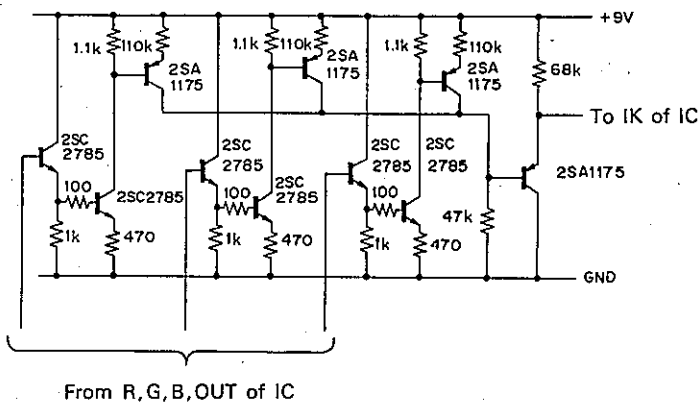 +9V
1.1k 110k 1.1k 110k 1.1k 110k
2SA 1175
2SA 1175
2SA 1175
68k
To IK of IC
2SC 2785
2SC 2785
2SC 2785
2SC 2785
2SA1175
100 2SC2785
100 2SC 2785
100
47k
1k 470
1k 470
1k 470
GND
From R, G, B, OUT of IC